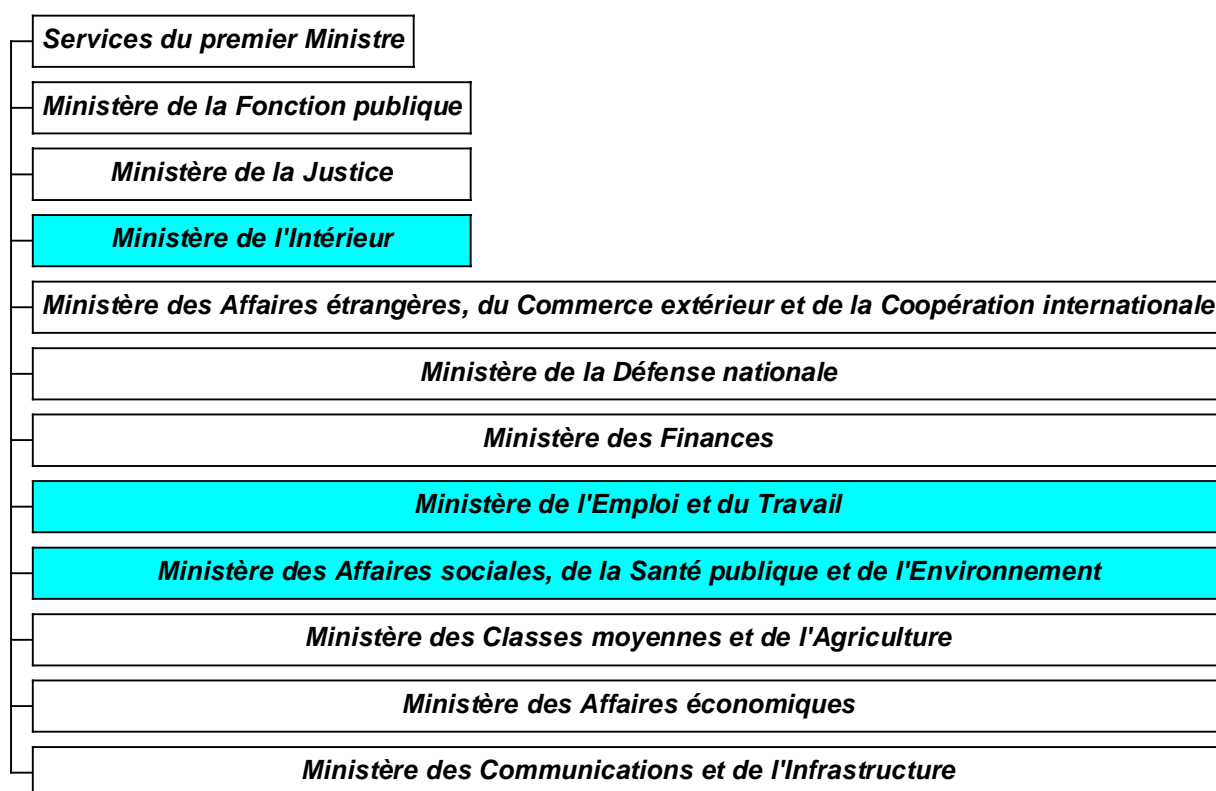 Services du premier Ministre
Ministère de la Fonction publique
Ministère de la Justice
Ministère de l'Intérieur
Ministère des Affaires étrangères, du Commerce extérieur et de la Coopération internationale
Ministère de la Défense nationale
Ministère des Finances
Ministère de l'Emploi et du Travail
Ministère des Affaires sociales, de la Santé publique et de l'Environnement
Ministère des Classes moyennes et de l'Agriculture
Ministère des Affaires économiques
Ministère des Communications et de l'Infrastructure